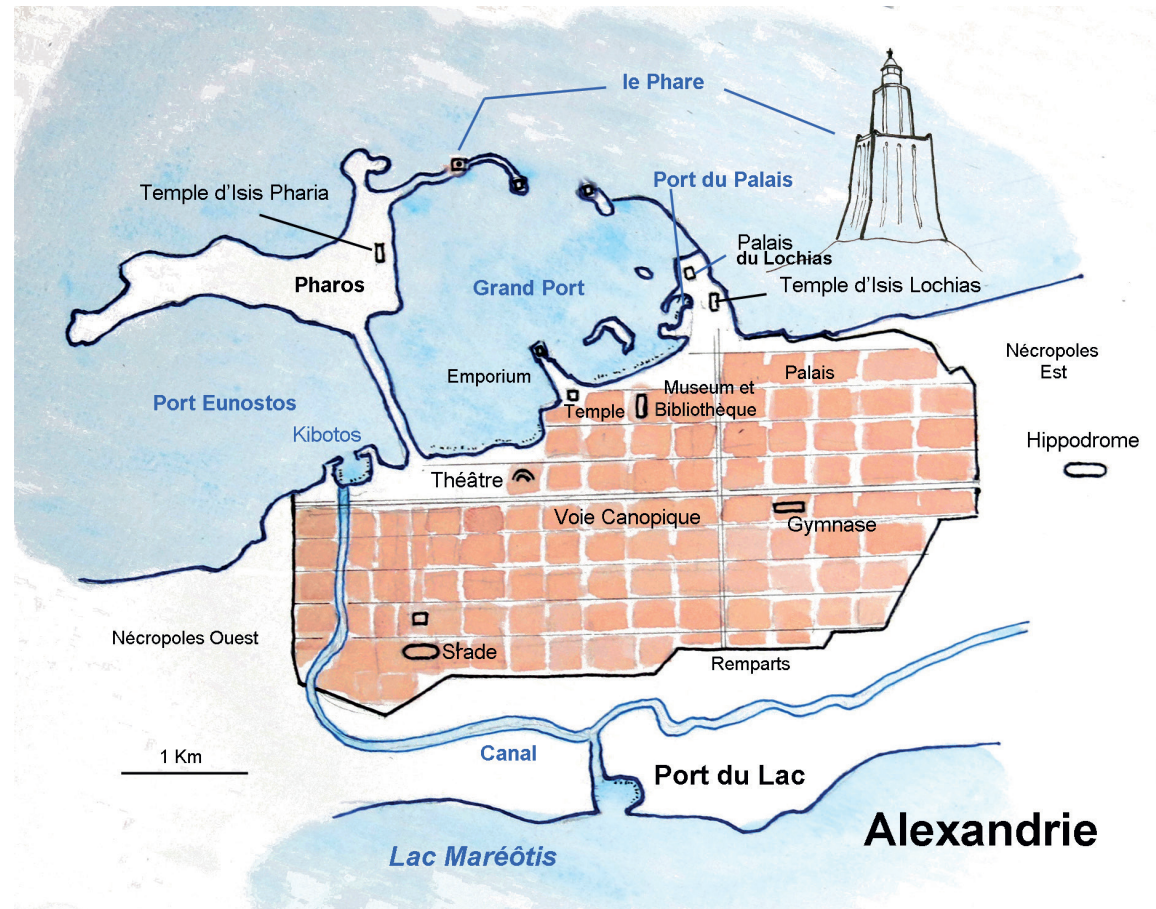 le Phare
Temple d'Isis Pharia
Port du Palais
Palais
du Lochias
Temple d'Isis Lochias
Pharos
Grand Port
Nécropoles
Est
Emporium
Palais
Museum et
Bibliothèque
Temple
Port Eunostos
Kibotos
Hippodrome
Théâtre
Voie Canopique
Gymnase
Nécropoles Ouest
Stade
Remparts
1 Km
Canal
Port du Lac
Alexandrie
Lac Maréôtis